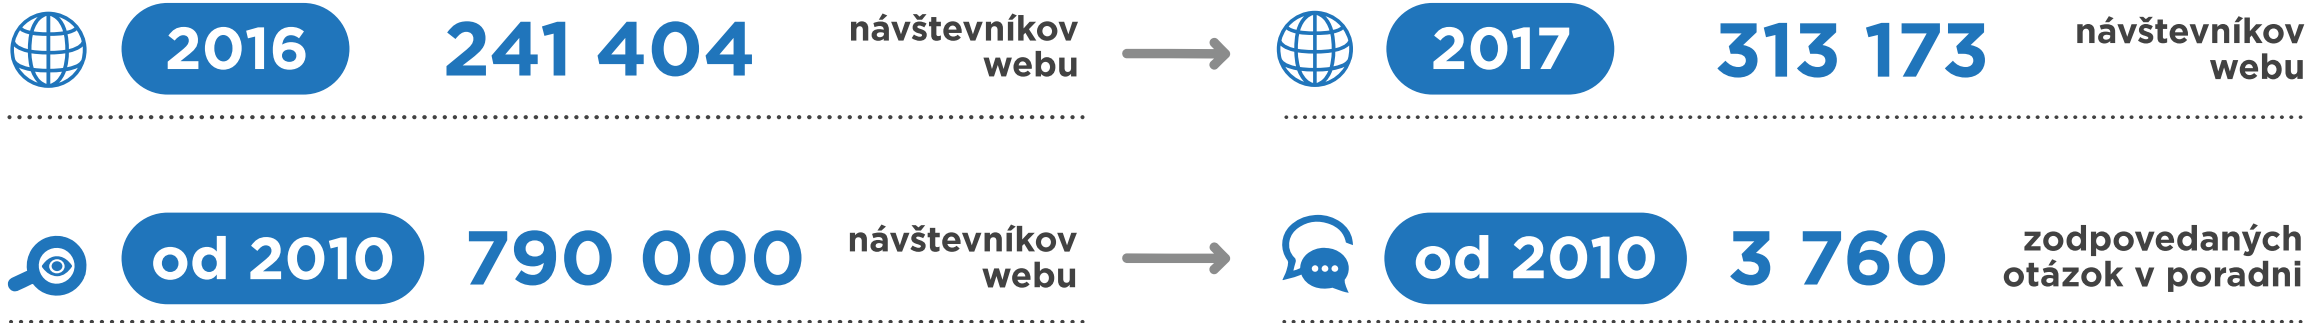 2016 241 404 návštevníkov
webu
2017 313 173 návštevníkov
webu
od 2010 790 000 návštevníkov
webu
od 2010 3 760 zodpovedaných
otázok v poradni